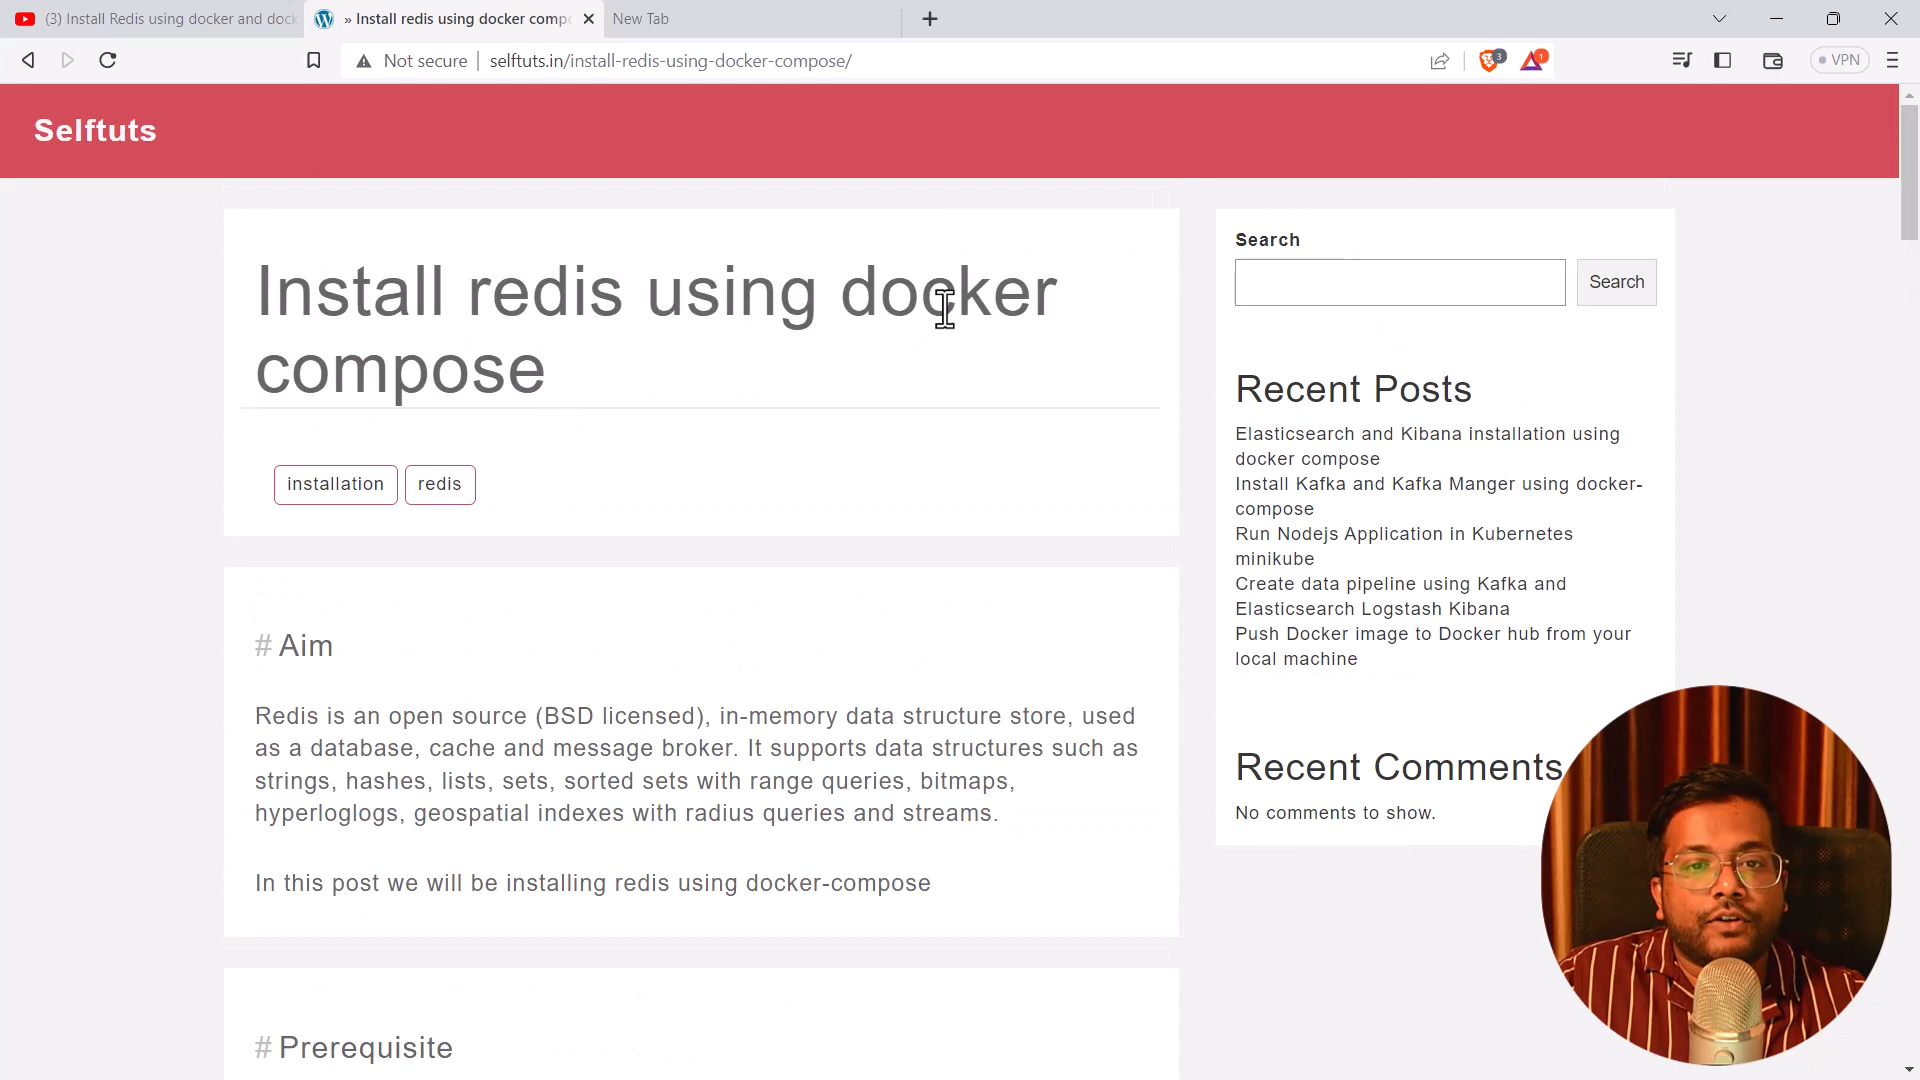 (3) Install Redis using docker and dock
» Install redis using docker comp
New Tab
Not secure
selftuts.in/install-redis-using-docker-compose/
3
1
VPN
Selftuts
Install redis using docker
compose
installation
redis
# Aim
Redis is an open source (BSD licensed), in-memory data structure store, used
as a database, cache and message broker. It supports data structures such as
strings, hashes, lists, sets, sorted sets with range queries, bitmaps,
hyperloglogs, geospatial indexes with radius queries and streams.
In this post we will be installing redis using docker-compose
# Prerequisite
Search
Search
Recent Posts
Elasticsearch and Kibana installation using
docker compose
Install Kafka and Kafka Manger using docker-
compose
Run Nodejs Application in Kubernetes
minikube
Create data pipeline using Kafka and
Elasticsearch Logstash Kibana
Push Docker image to Docker hub from your
local machine
Recent Comments
No comments to show.